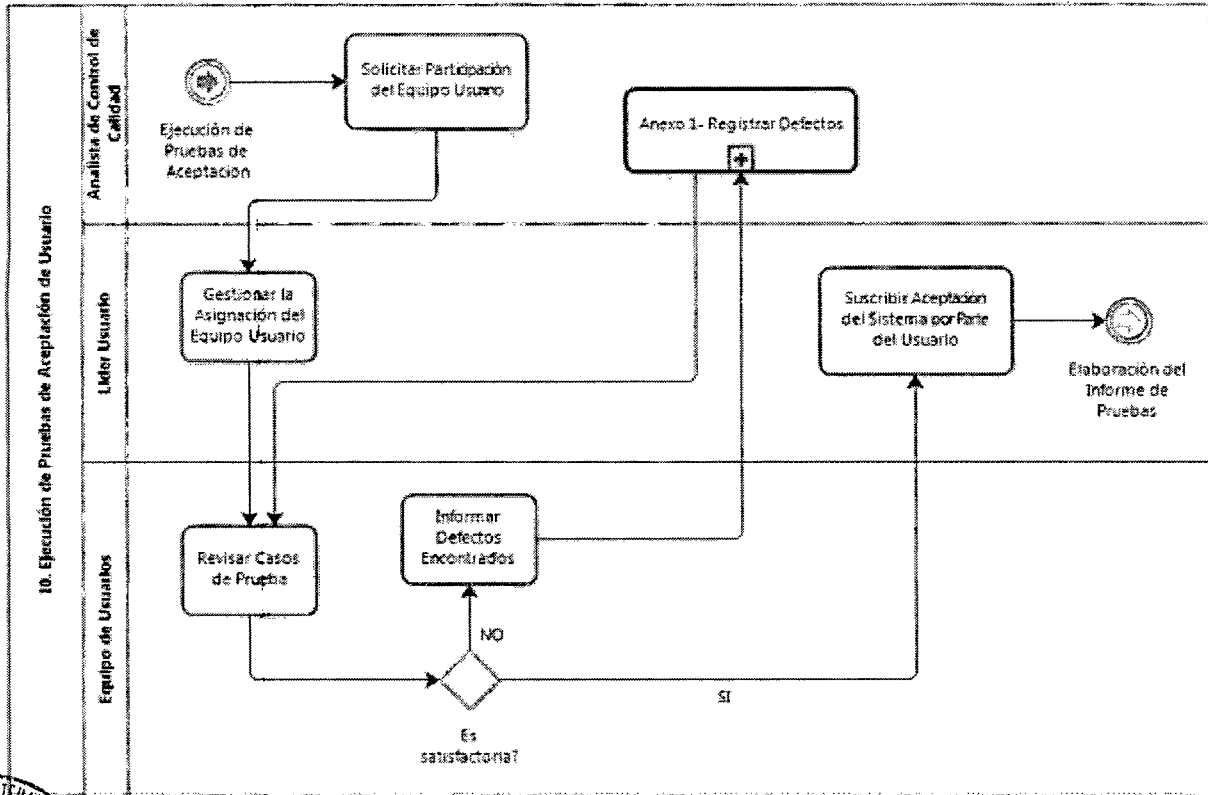 10. Ejecución de Pruebas de Aceptación de Usuario
Analista de Control de
Calidad
Ejecución de
Pruebas de
Aceptación
Solicitar Participación
del Equipo Usuario
Anexo 1- Registrar Defectos
Líder Usuario
Gestionar la
Asignación del
Equipo Usuario
Suscribir Aceptación
del Sistema por Parte
del Usuario
Elaboración del
Informe de
Pruebas
Equipo de Usuarios
Revisar Casos
de Prueba
Informar
Defectos
Encontrados
NO
SI
Es
satisfactoria?